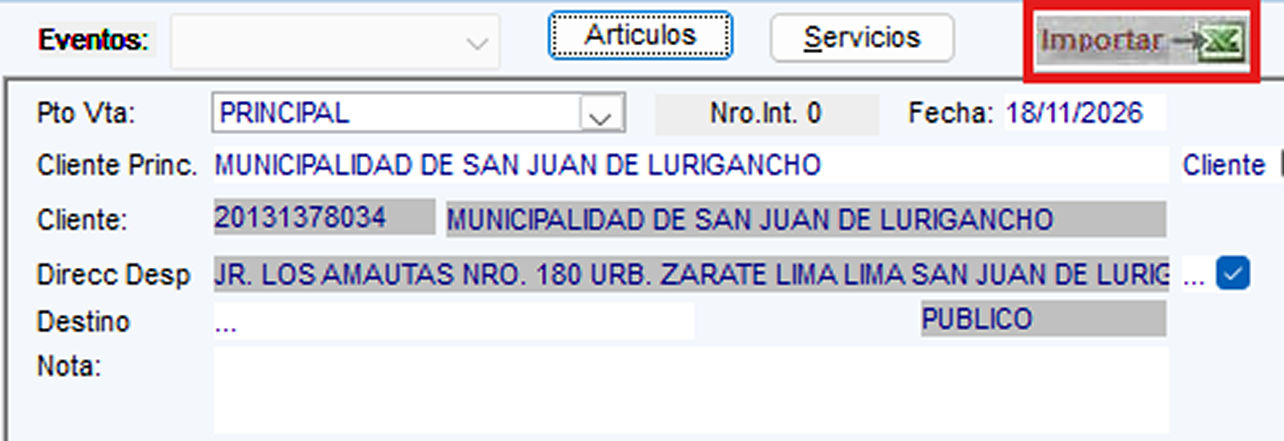 Eventos: Articulos Servicios Importar
Pto Vta: PRINCIPAL Nro.Int. 0 Fecha: 18/11/2026
Cliente Princ. MUNICIPALIDAD DE SAN JUAN DE LURIGANCHO Cliente
Cliente: 20131378034 MUNICIPALIDAD DE SAN JUAN DE LURIGANCHO
Direcc Desp JR. LOS AMAUTAS NRO. 180 URB. ZARATE LIMA LIMA SAN JUAN DE LURIG ...
Destino ... PUBLICO
Nota: